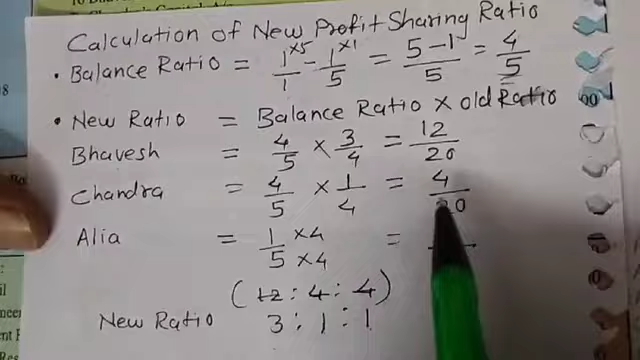 Calculation of New Profit Sharing Ratio
• Balance Ratio = 1/1 ×5 - 1/5 ×1 = 5-1/5 = 4/5
• New Ratio = Balance Ratio × old Ratio
Bhavesh = 4/5 × 3/4 = 12/20
Chandra = 4/5 × 1/4 = 4/20
Alia = 1/5 ×4 ×4 =
(12 : 4 : 4)
New Ratio 3 : 1 : 1